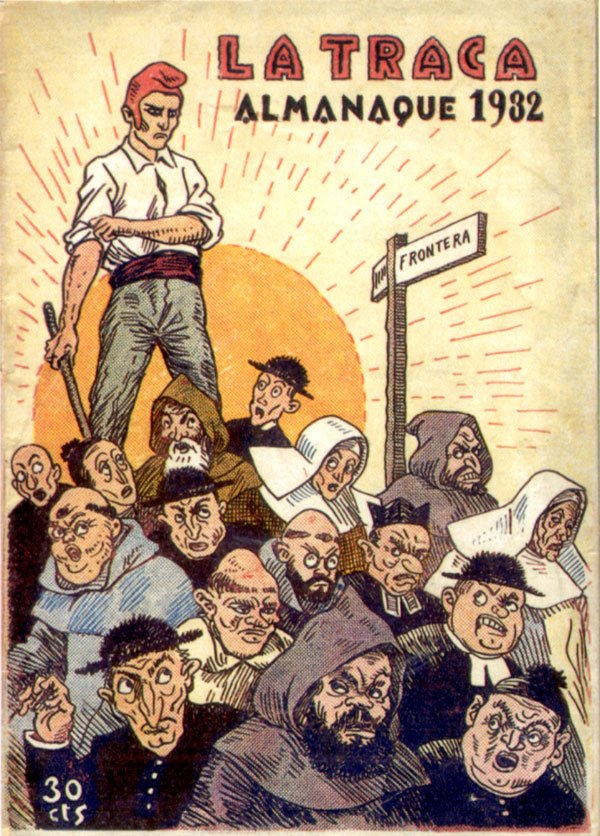 LA TRACA
ALMANAQUE 1932
FRONTERA
30
cts